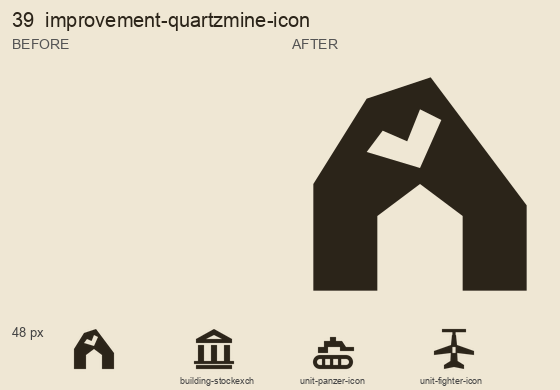 39 improvement-quartzmine-icon
BEFORE AFTER
48 px
building-stockexch unit-panzer-icon unit-fighter-icon